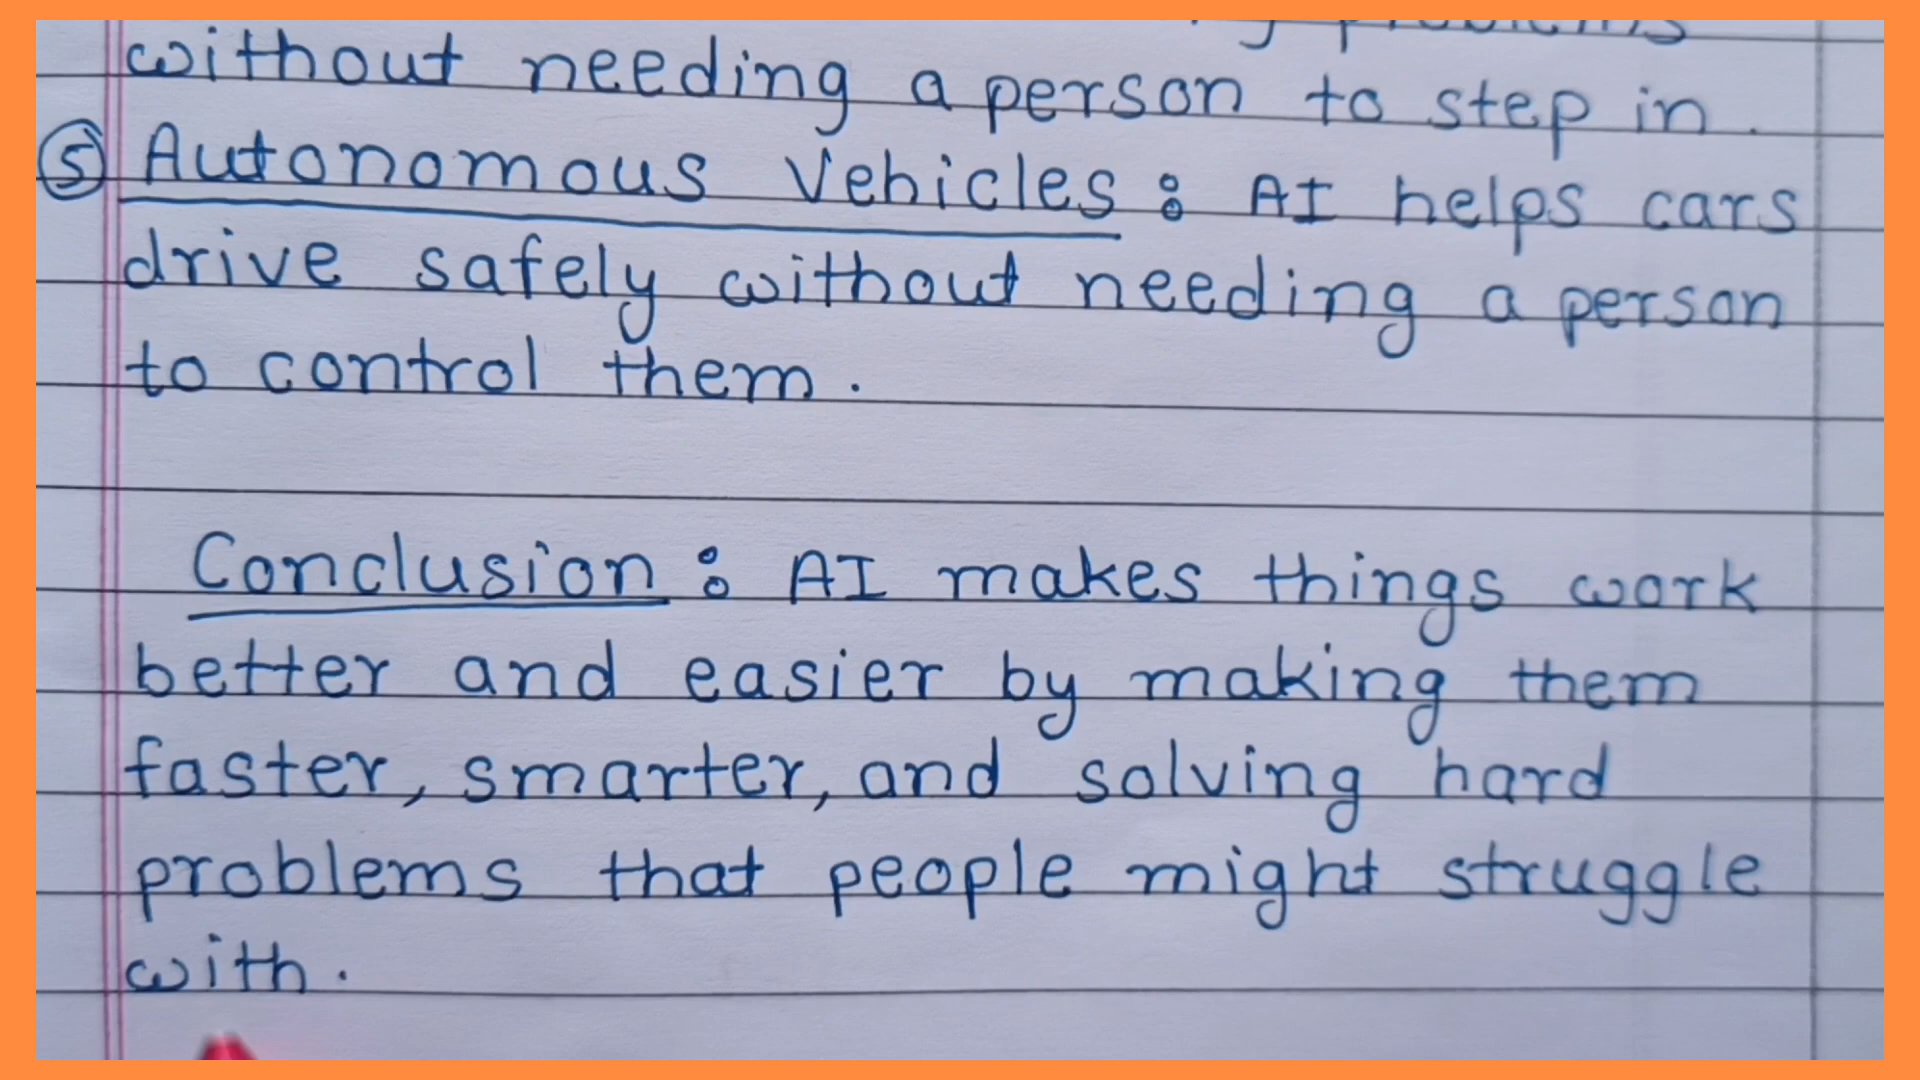 problems
without needing a person to step in.
⑤ Autonomous Vehicles : AI helps cars
drive safely without needing a person
to control them.
Conclusion : AI makes things work
better and easier by making them
faster, smarter, and solving hard
problems that people might struggle
with.